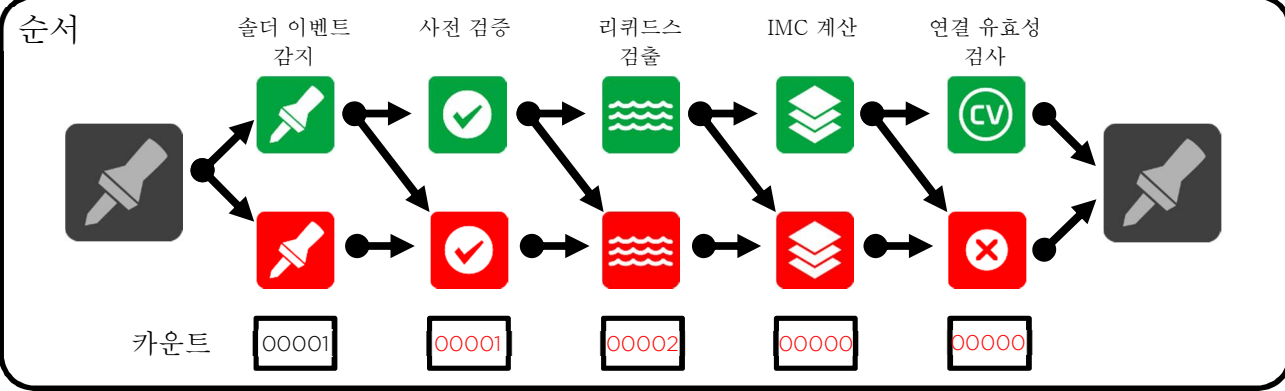 순서
솔더 이벤트
감지
사전 검증
리퀴드스
검출
IMC 계산
연결 유효성
검사
CV
카운트
00001
00001
00002
00000
00000